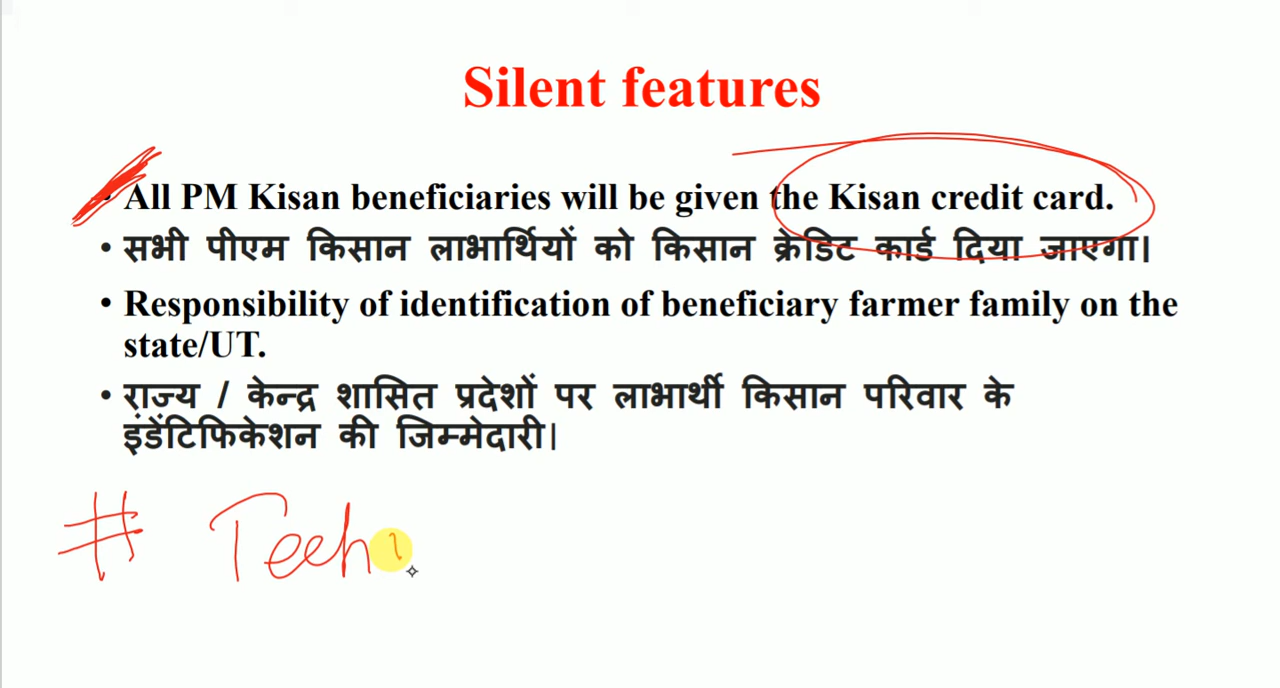 Silent features
• All PM Kisan beneficiaries will be given the Kisan credit card.
• सभी पीएम किसान लाभार्थियों को किसान क्रेडिट कार्ड दिया जाएगा।
• Responsibility of identification of beneficiary farmer family on the
state/UT.
• राज्य / केन्द्र शासित प्रदेशों पर लाभार्थी किसान परिवार के
इंडेंटिफिकेशन की जिम्मेदारी।
# Tech